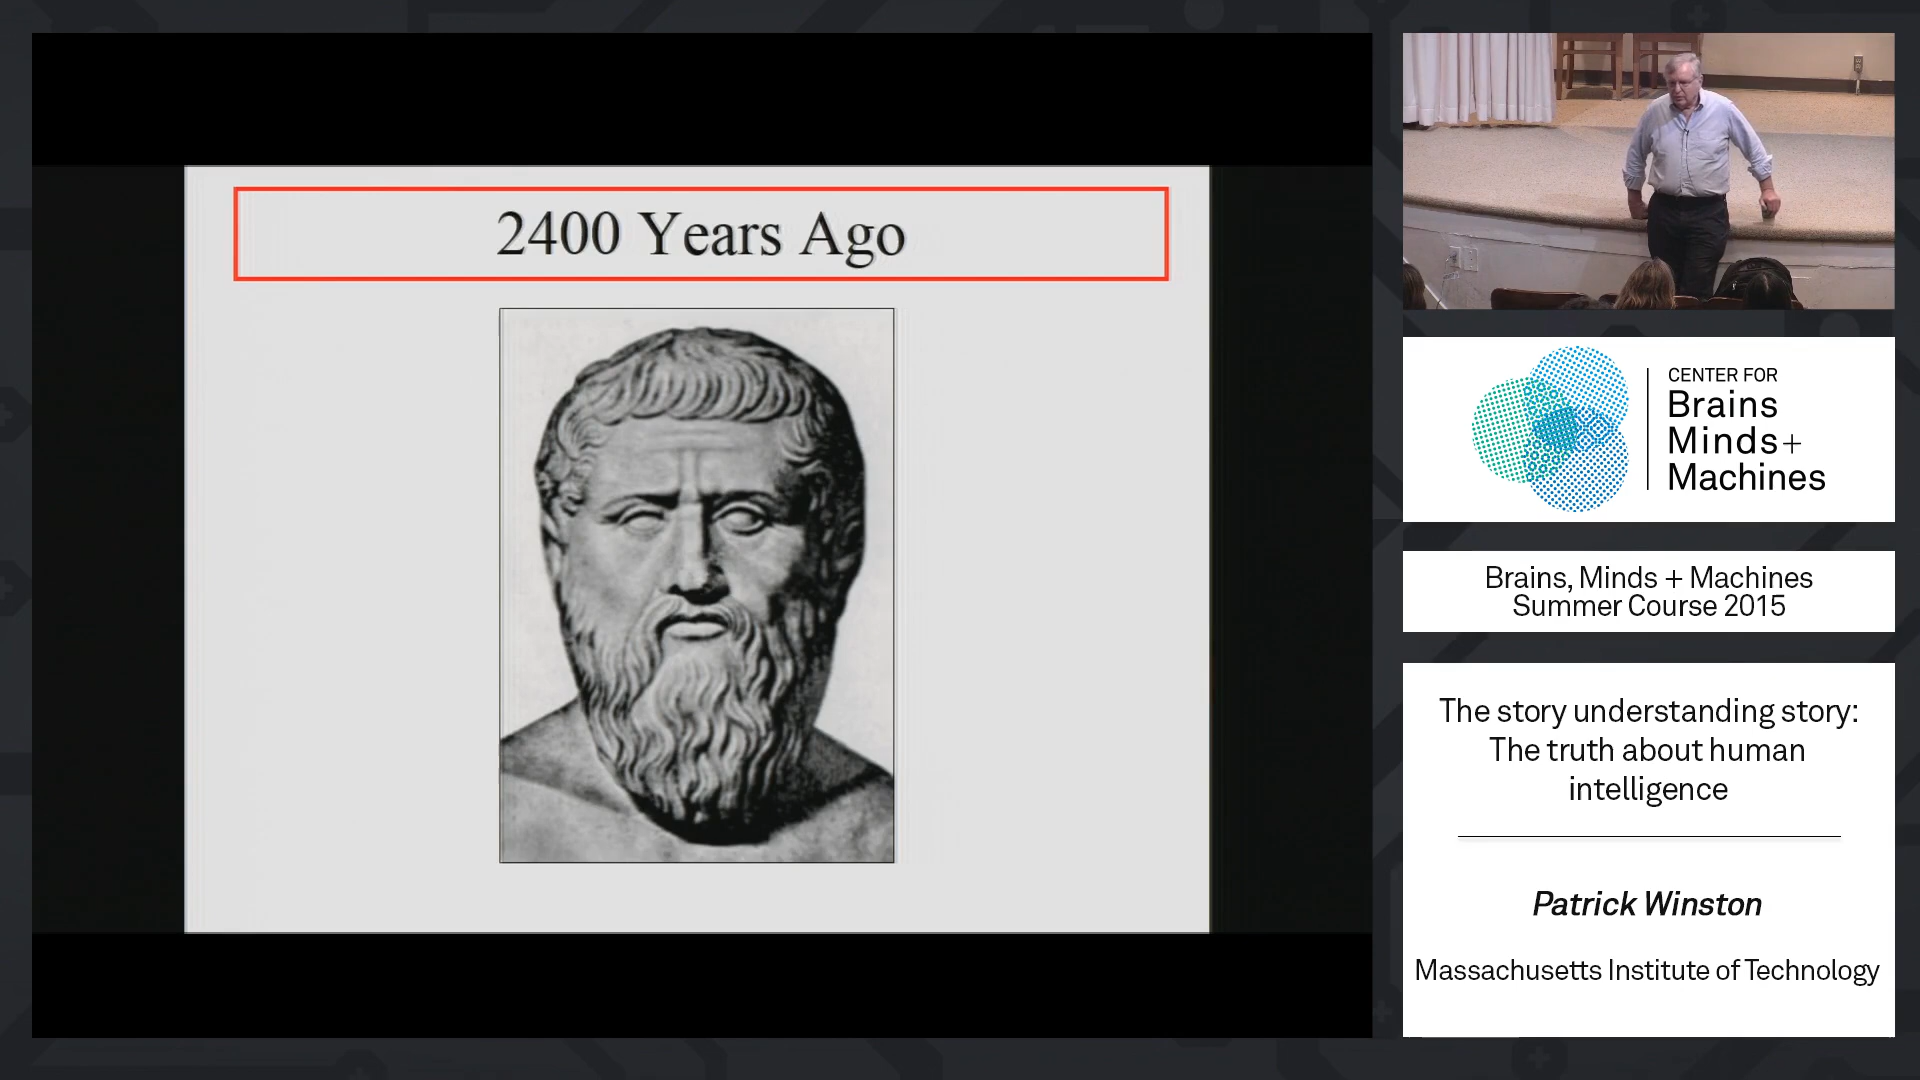 2400 Years Ago
CENTER FOR
Brains
Minds+
Machines
Brains, Minds + Machines
Summer Course 2015
The story understanding story:
The truth about human
intelligence
Patrick Winston
Massachusetts Institute of Technology